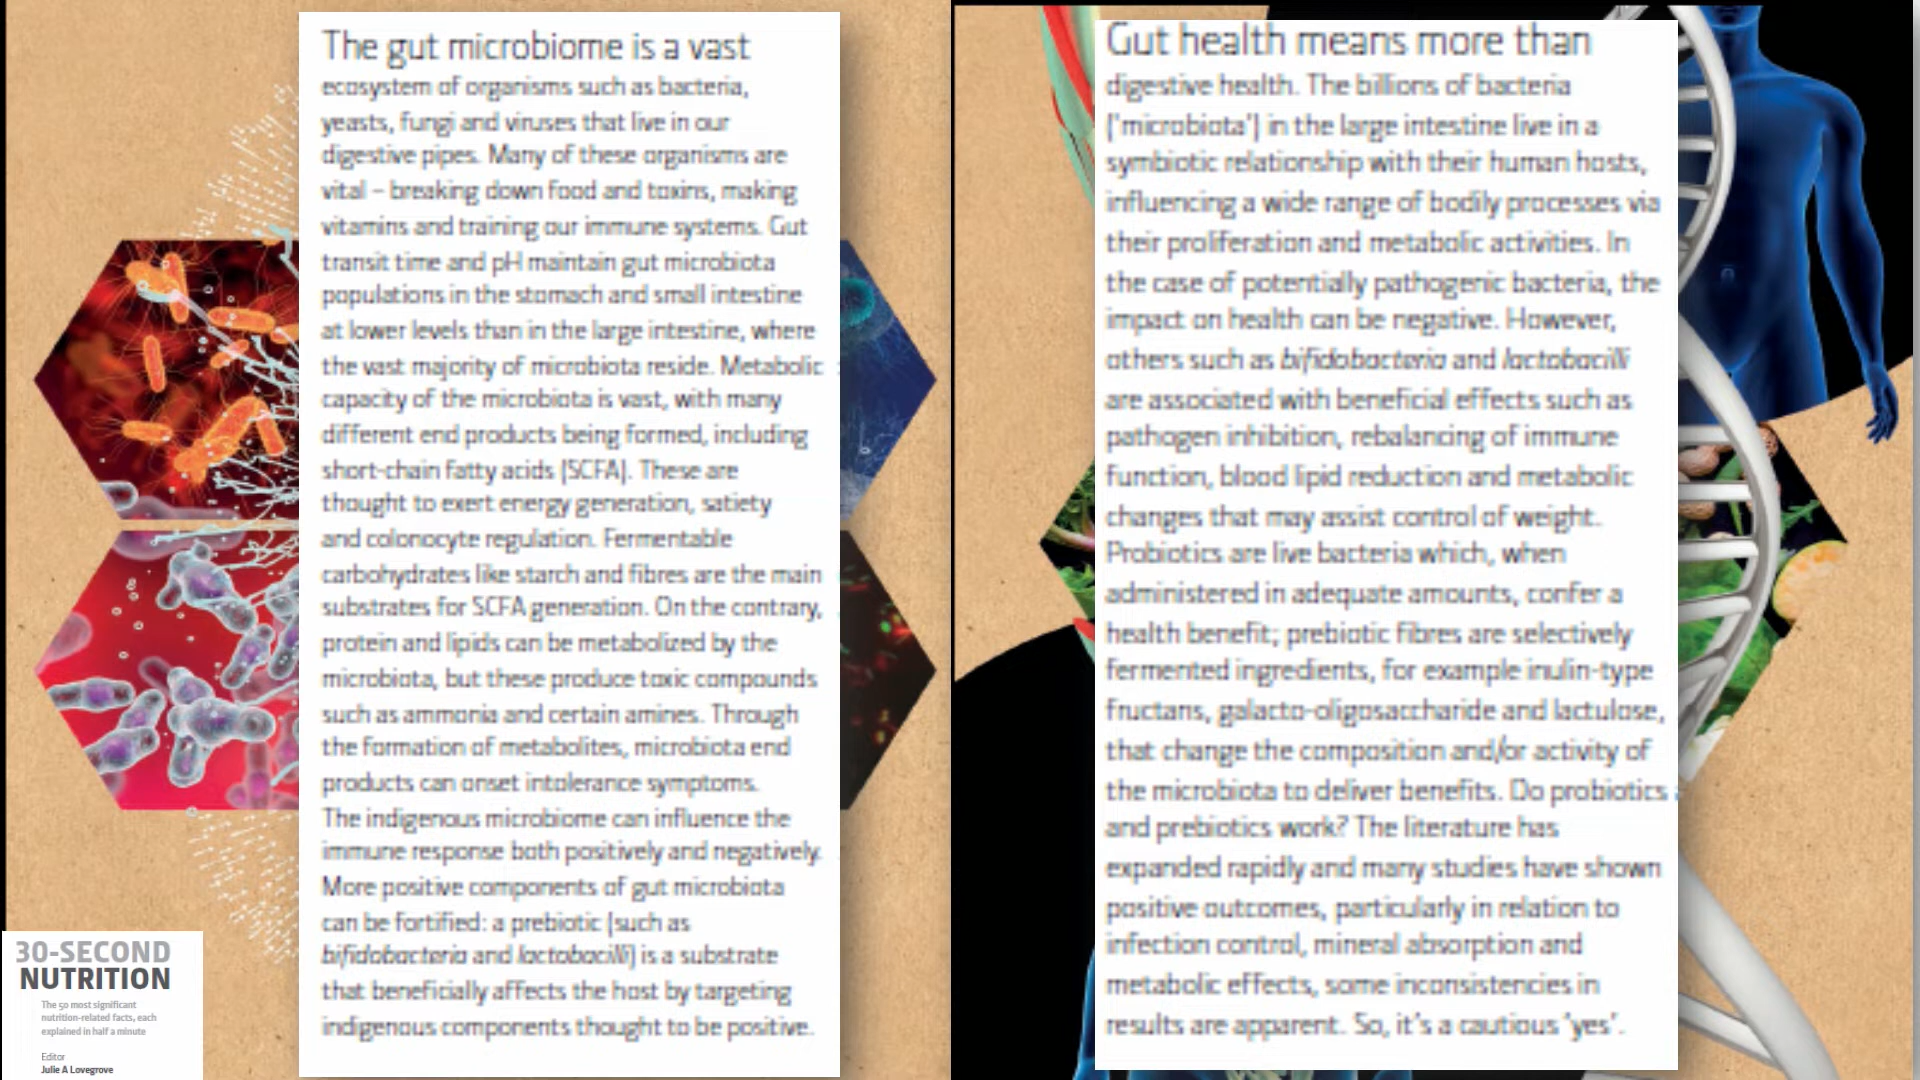 The gut microbiome is a vast
ecosystem of organisms such as bacteria,
yeasts, fungi and viruses that live in our
digestive pipes. Many of these organisms are
vital – breaking down food and toxins, making
vitamins and training our immune systems. Gut
transit time and pH maintain gut microbiota
populations in the stomach and small intestine
at lower levels than in the large intestine, where
the vast majority of microbiota reside. Metabolic
capacity of the microbiota is vast, with many
different end products being formed, including
short-chain fatty acids (SCFA). These are
thought to exert energy generation, satiety
and colonocyte regulation. Fermentable
carbohydrates like starch and fibres are the main
substrates for SCFA generation. On the contrary,
protein and lipids can be metabolized by the
microbiota, but these produce toxic compounds
such as ammonia and certain amines. Through
the formation of metabolites, microbiota end
products can onset intolerance symptoms.
The indigenous microbiome can influence the
immune response both positively and negatively.
More positive components of gut microbiota
can be fortified: a prebiotic (such as
bifidobacteria and lactobacilli) is a substrate
that beneficially affects the host by targeting
indigenous components thought to be positive.
30-SECOND
NUTRITION
The 50 most significant
nutrition-related facts, each
explained in half a minute
Editor
Julie A Lovegrove
Gut health means more than
digestive health. The billions of bacteria
('microbiota') in the large intestine live in a
symbiotic relationship with their human hosts,
influencing a wide range of bodily processes via
their proliferation and metabolic activities. In
the case of potentially pathogenic bacteria, the
impact on health can be negative. However,
others such as bifidobacteria and lactobacilli
are associated with beneficial effects such as
pathogen inhibition, rebalancing of immune
function, blood lipid reduction and metabolic
changes that may assist control of weight.
Probiotics are live bacteria which, when
administered in adequate amounts, confer a
health benefit; prebiotic fibres are selectively
fermented ingredients, for example inulin-type
fructans, galacto-oligosaccharide and lactulose,
that change the composition and/or activity of
the microbiota to deliver benefits. Do probiotics
and prebiotics work? The literature has
expanded rapidly and many studies have shown
positive outcomes, particularly in relation to
infection control, mineral absorption and
metabolic effects, some inconsistencies in
results are apparent. So, it's a cautious 'yes'.